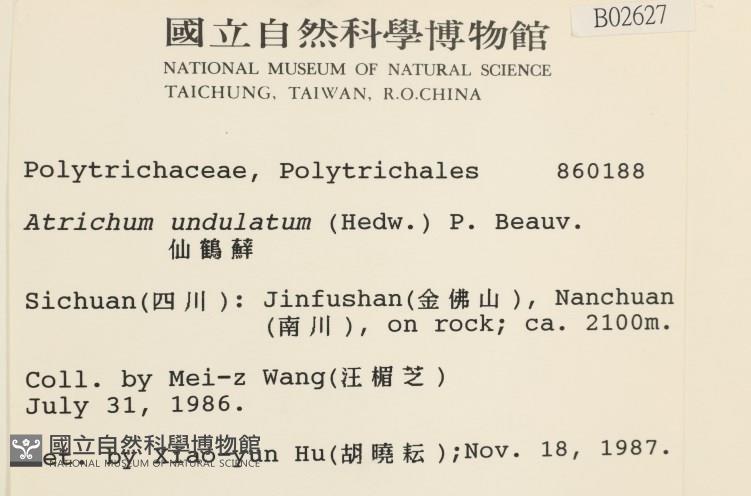 國立自然科學博物館
B02627
NATIONAL MUSEUM OF NATURAL SCIENCE
TAICHUNG, TAIWAN, R.O.CHINA
Polytrichaceae, Polytrichales 860188
Atrichum undulatum (Hedw.) P. Beauv.
仙鶴蘚
Sichuan(四川): Jinfushan(金佛山), Nanchuan
(南川), on rock; ca. 2100m.
Coll. by Mei-z Wang(汪楣芝)
July 31, 1986.
Det. by Xiao-yun Hu(胡曉耘);Nov. 18, 1987.
國立自然科學博物館
NATIONAL MUSEUM OF NATURAL SCIENCE